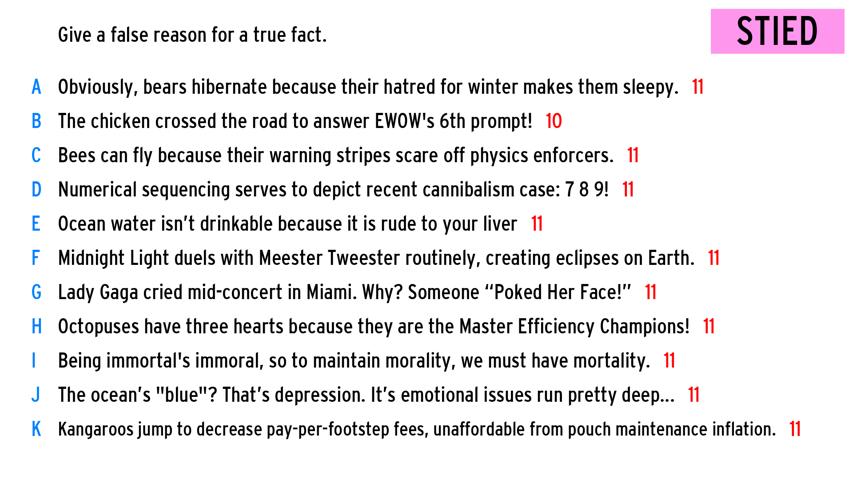 Give a false reason for a true fact.
STIED
A Obviously, bears hibernate because their hatred for winter makes them sleepy. 11
B The chicken crossed the road to answer EWOW's 6th prompt! 10
C Bees can fly because their warning stripes scare off physics enforcers. 11
D Numerical sequencing serves to depict recent cannibalism case: 7 8 9! 11
E Ocean water isn’t drinkable because it is rude to your liver 11
F Midnight Light duels with Meester Tweester routinely, creating eclipses on Earth. 11
G Lady Gaga cried mid-concert in Miami. Why? Someone “Poked Her Face!” 11
H Octopuses have three hearts because they are the Master Efficiency Champions! 11
I Being immortal's immoral, so to maintain morality, we must have mortality. 11
J The ocean’s "blue"? That’s depression. It’s emotional issues run pretty deep... 11
K Kangaroos jump to decrease pay-per-footstep fees, unaffordable from pouch maintenance inflation. 11